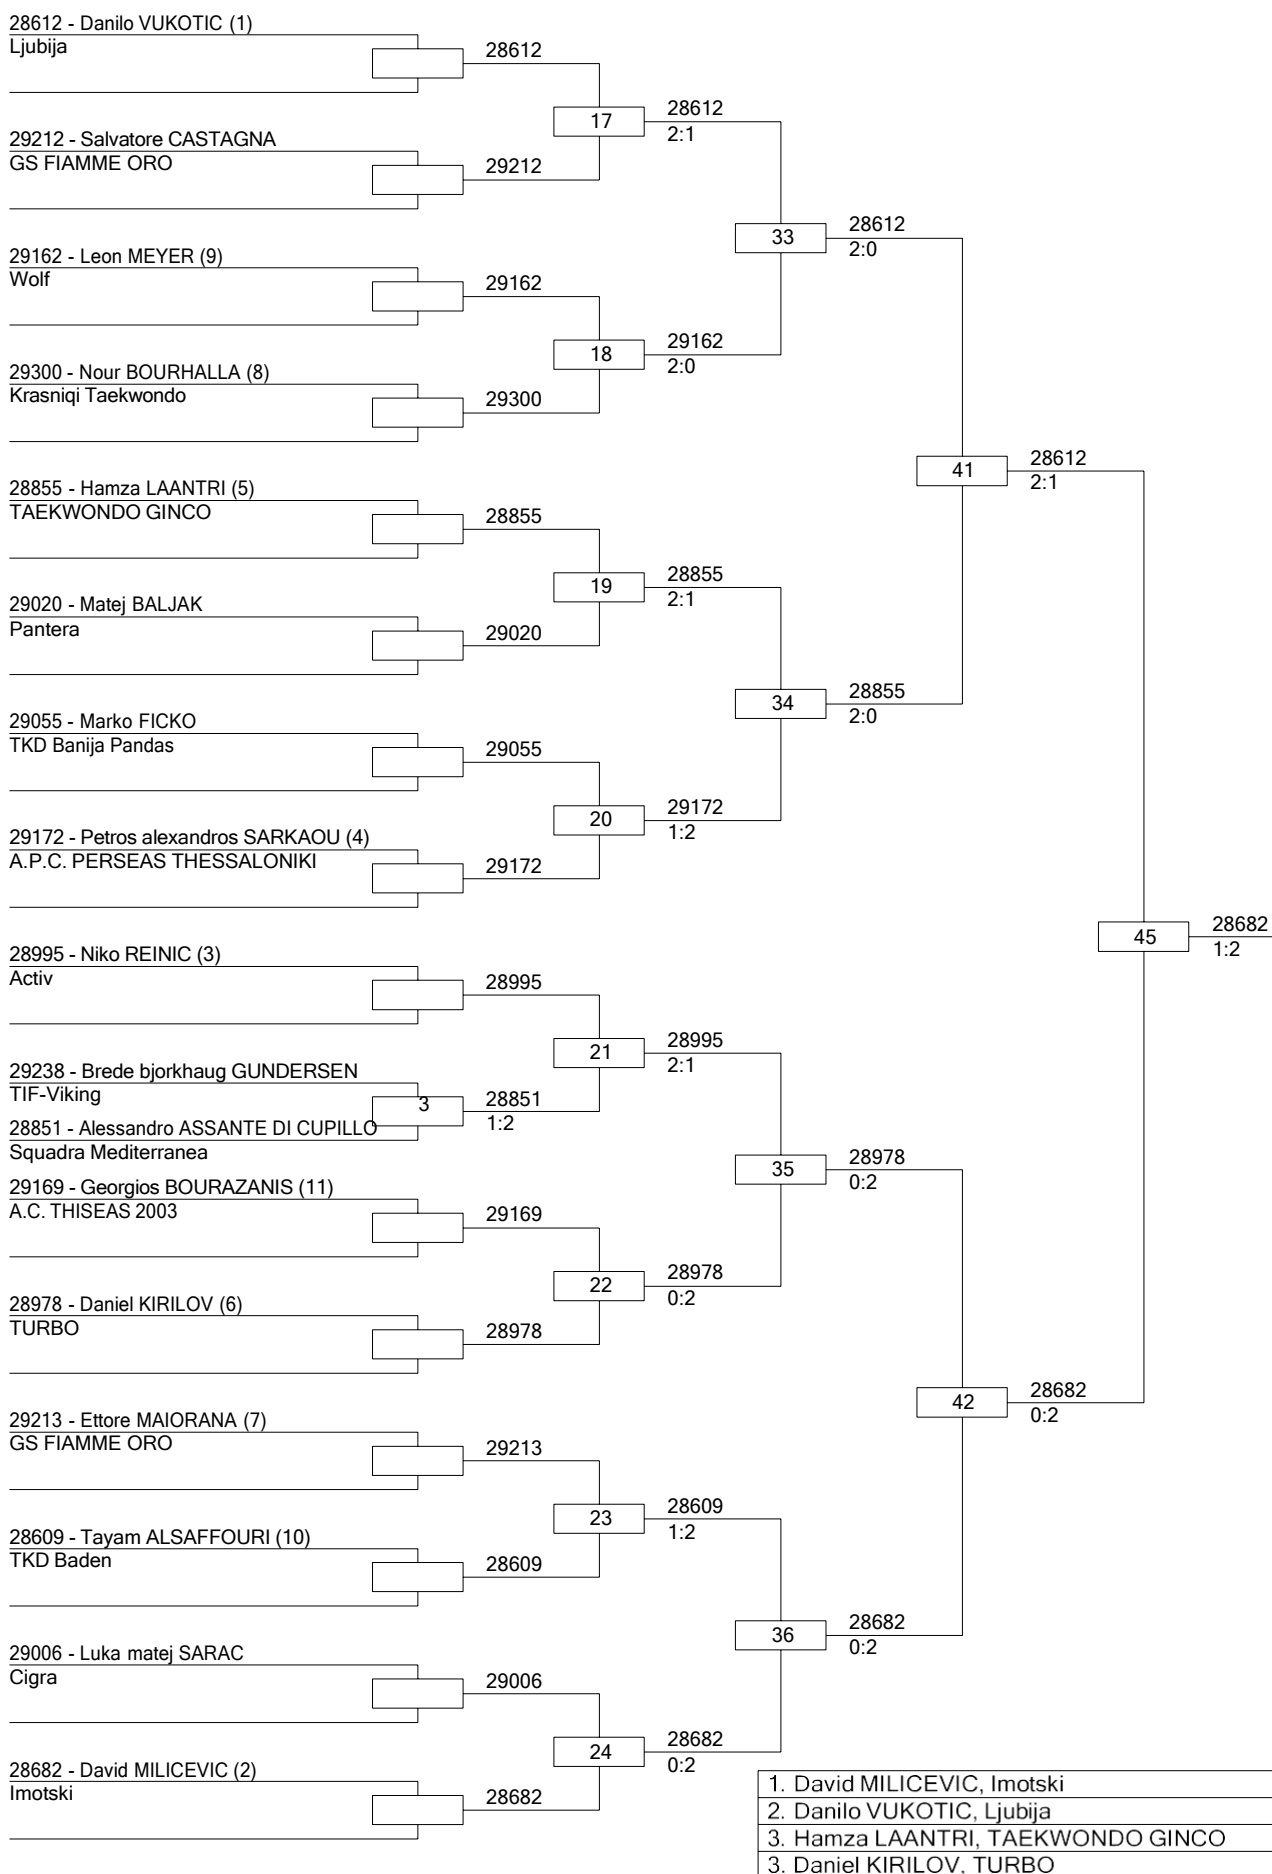 28612 - Danilo VUKOTIC (1)
Ljubija
28612
17
28612
2:1
29212 - Salvatore CASTAGNA
GS FIAMME ORO
29212
33
28612
2:0
29162 - Leon MEYER (9)
Wolf
29162
18
29162
2:0
29300 - Nour BOURHALLA (8)
Krasniqi Taekwondo
29300
41
28612
2:1
28855 - Hamza LAANTRI (5)
TAEKWONDO GINCO
28855
19
28855
2:1
29020 - Matej BALJAK
Pantera
29020
34
28855
2:0
29055 - Marko FICKO
TKD Banija Pandas
29055
20
29172
1:2
29172 - Petros alexandros SARKAOU (4)
A.P.C. PERSEAS THESSALONIKI
29172
45
28682
1:2
28995 - Niko REINIC (3)
Activ
28995
21
28995
2:1
29238 - Brede bjorkhaug GUNDERSEN
TIF-Viking
3
28851
1:2
28851 - Alessandro ASSANTE DI CUPILLO
Squadra Mediterranea
35
28978
0:2
29169 - Georgios BOURAZANIS (11)
A.C. THISEAS 2003
29169
22
28978
0:2
28978 - Daniel KIRILOV (6)
TURBO
28978
42
28682
0:2
29213 - Ettore MAIORANA (7)
GS FIAMME ORO
29213
23
28609
1:2
28609 - Tayam ALSAFFOURI (10)
TKD Baden
28609
36
28682
0:2
29006 - Luka matej SARAC
Cigra
29006
24
28682
0:2
28682 - David MILICEVIC (2)
Imotski
28682
1. David MILICEVIC, Imotski
2. Danilo VUKOTIC, Ljubija
3. Hamza LAANTRI, TAEKWONDO GINCO
3. Daniel KIRILOV, TURBO